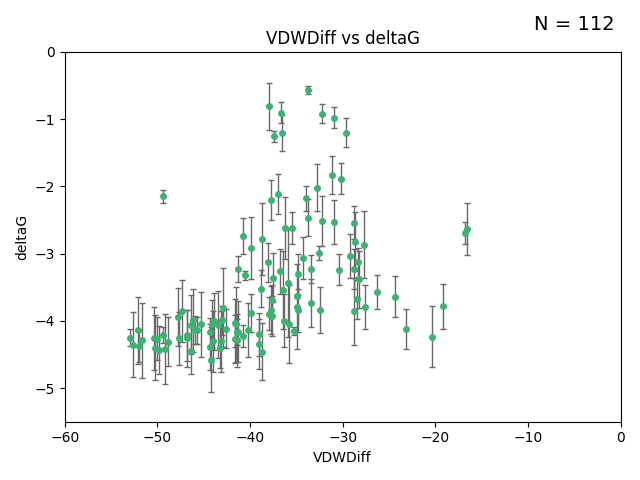 N = 112
VDWDiff vs deltaG
deltaG
0
−1
−2
−3
−4
−5
−60 −50 −40 −30 −20 −10 0
VDWDiff